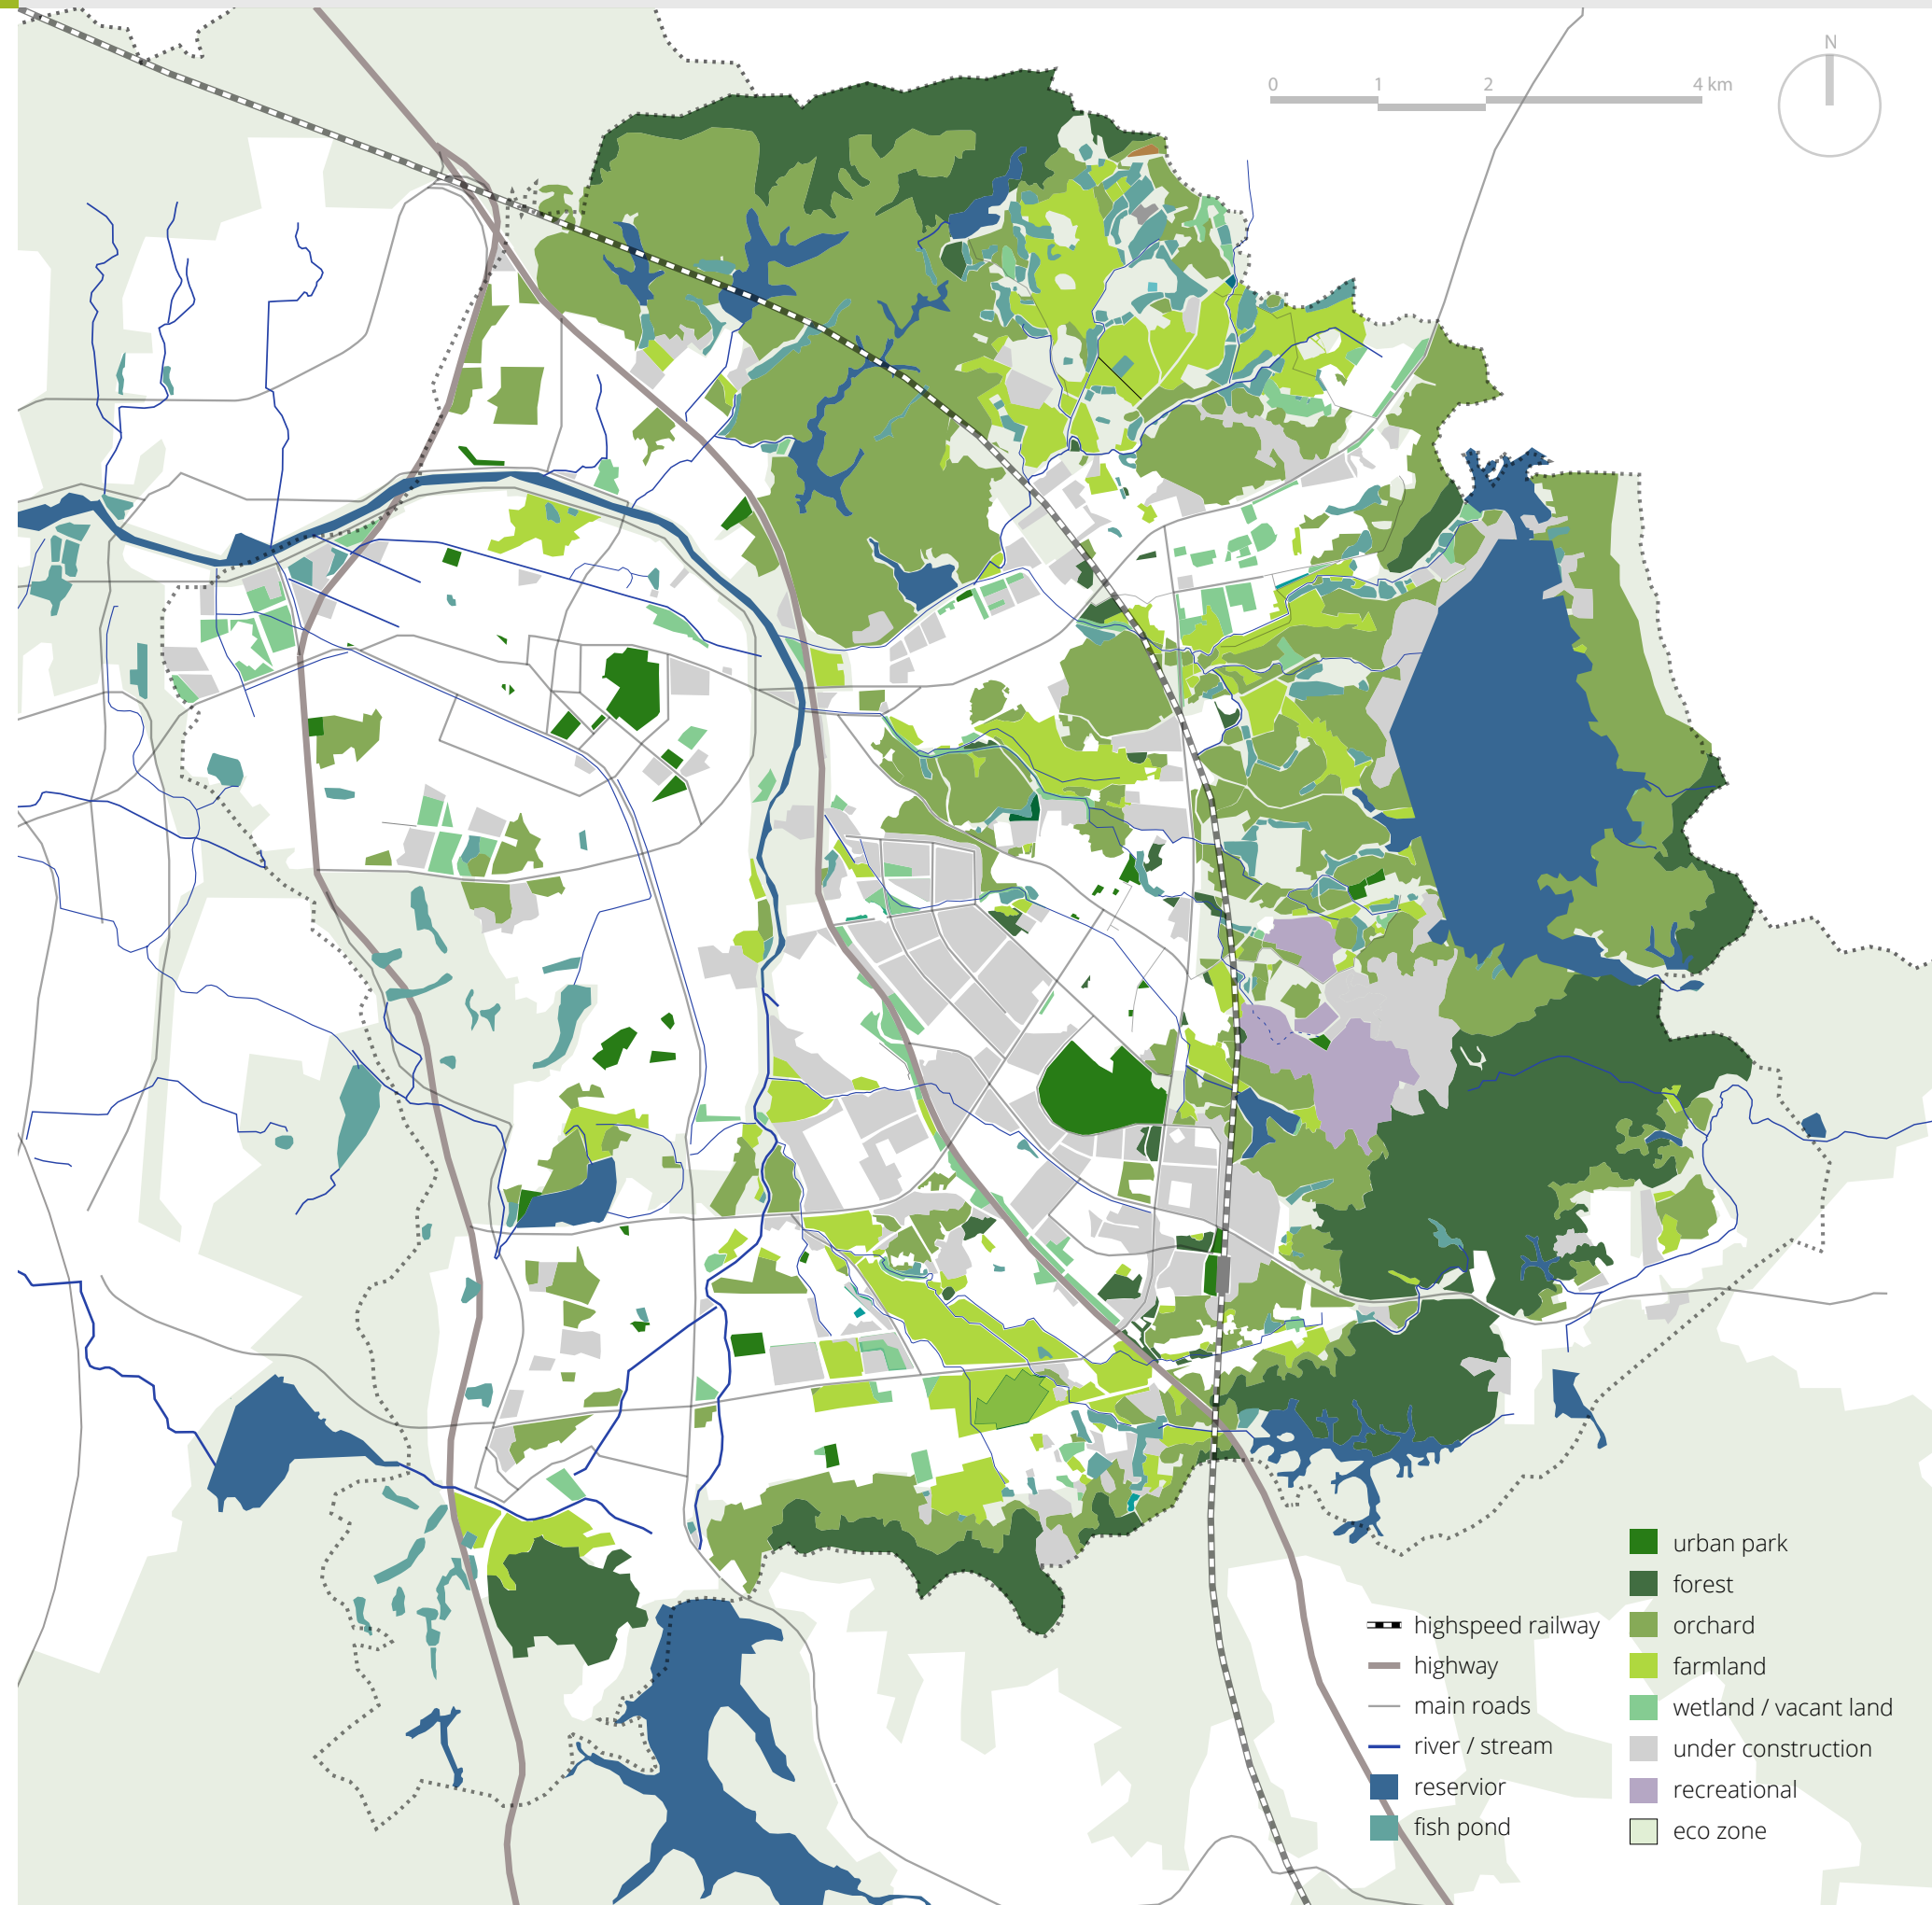 N
0 1 2 4 km
highspeed railway
highway
main roads
river / stream
reservior
fish pond
urban park
forest
orchard
farmland
wetland / vacant land
under construction
recreational
eco zone